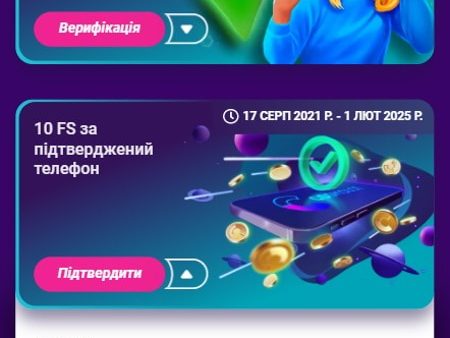 Верифікація
17 СЕРП 2021 Р. - 1 ЛЮТ 2025 Р.
10 FS за
підтверджений
телефон
Підтвердити